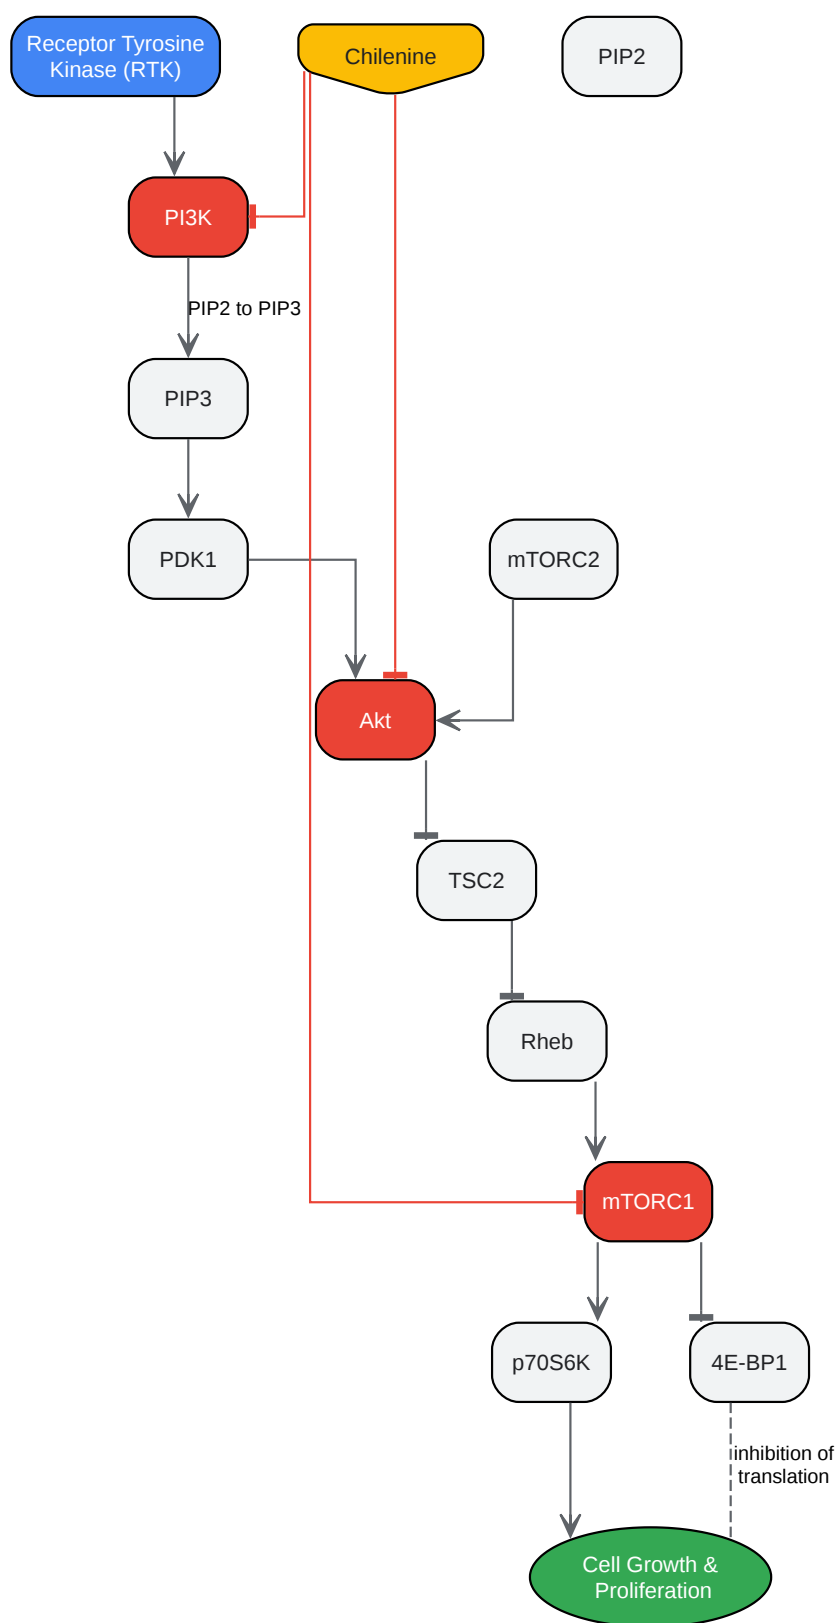 Receptor Tyrosine
Kinase (RTK)
Chilenine
PIP2
PI3K
PIP2 to PIP3
PIP3
PDK1
mTORC2
Akt
TSC2
Rheb
mTORC1
p70S6K
4E-BP1
inhibition of
translation
Cell Growth &
Proliferation